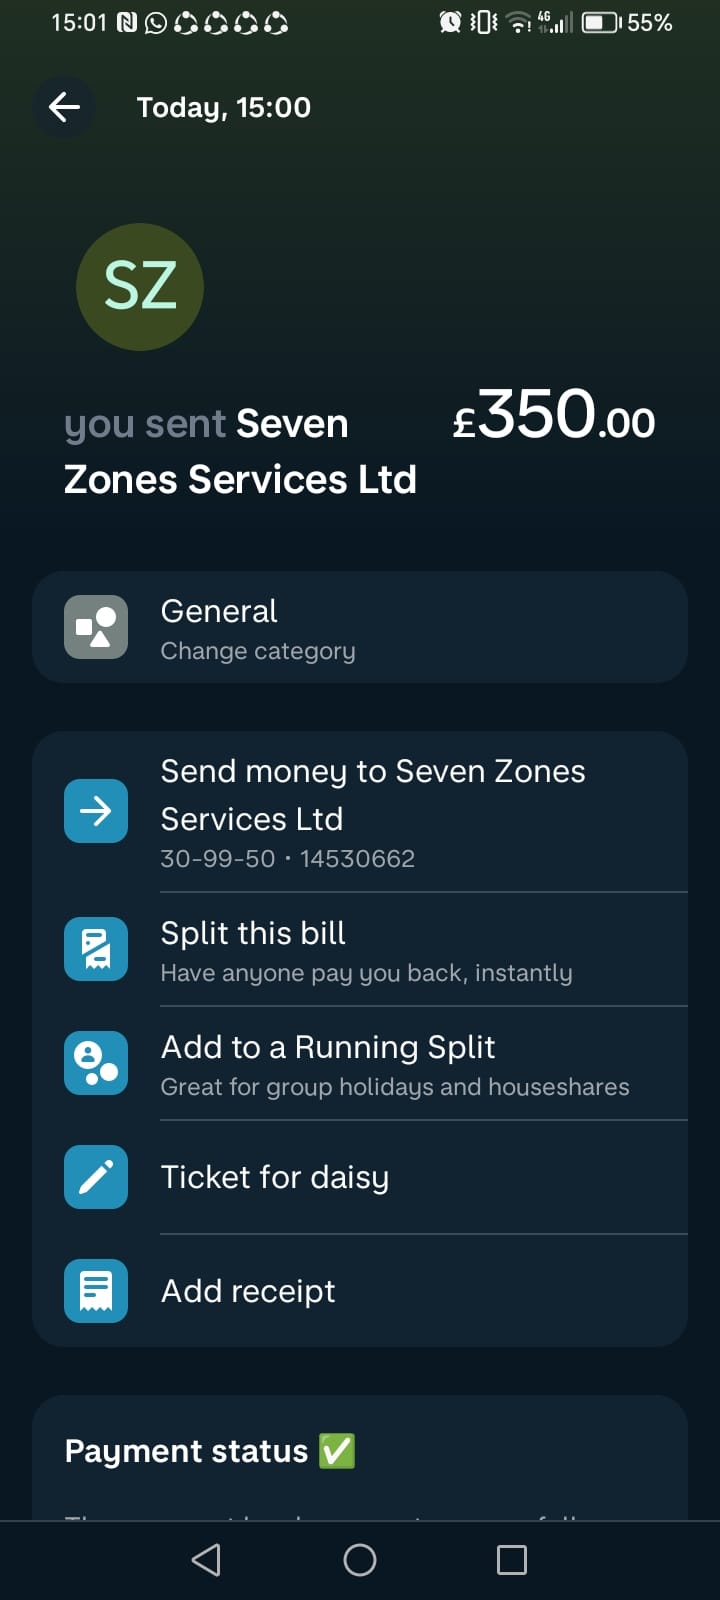 15:01 4G 55%
Today, 15:00
SZ
you sent Seven £350.00
Zones Services Ltd
General
Change category
Send money to Seven Zones
Services Ltd
30-99-50 • 14530662
Split this bill
Have anyone pay you back, instantly
Add to a Running Split
Great for group holidays and houseshares
Ticket for daisy
Add receipt
Payment status ✅